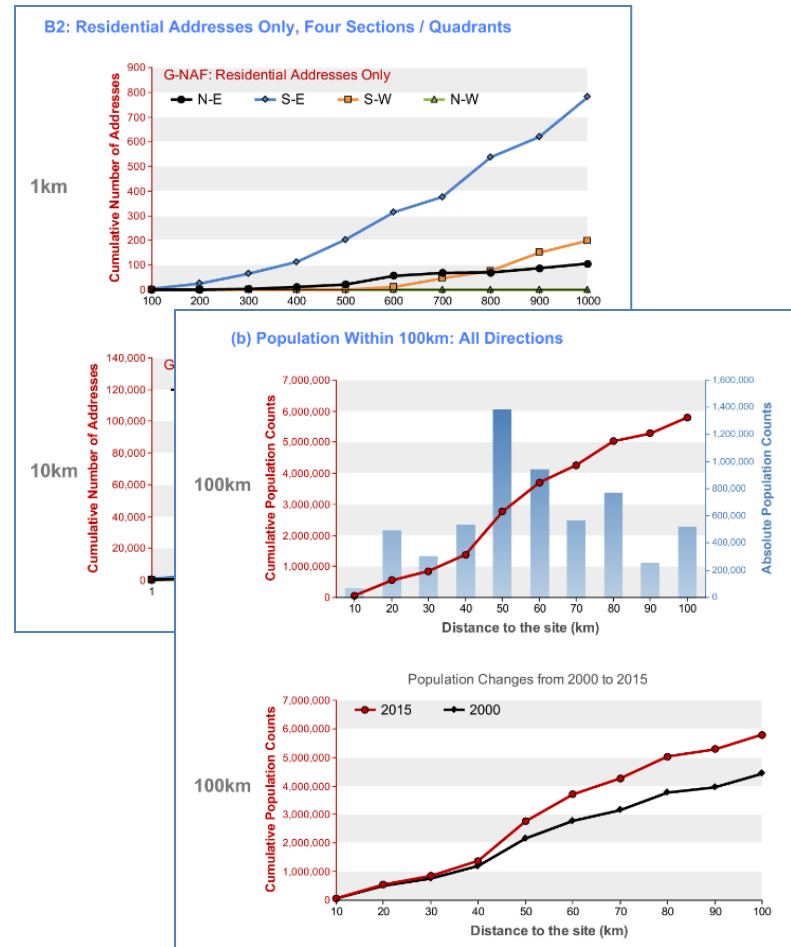 B2: Residential Addresses Only, Four Sections / Quadrants
G-NAF: Residential Addresses Only
N-E S-E S-W N-W
Cumulative Number of Addresses
900
800
700
600
500
400
300
200
100
0
100 200 300 400 500 600 700 800 900 1000
1km
G
Cumulative Number of Addresses
140,000
120,000
100,000
80,000
60,000
40,000
20,000
0
1
10km
(b) Population Within 100km: All Directions
Cumulative Population Counts
7,000,000
6,000,000
5,000,000
4,000,000
3,000,000
2,000,000
1,000,000
0
1,600,000
1,400,000
1,200,000
1,000,000
800,000
600,000
400,000
200,000
0
Absolute Population Counts
10 20 30 40 50 60 70 80 90 100
Distance to the site (km)
100km
Population Changes from 2000 to 2015
2015 2000
Cumulative Population Counts
7,000,000
6,000,000
5,000,000
4,000,000
3,000,000
2,000,000
1,000,000
0
10 20 30 40 50 60 70 80 90 100
Distance to the site (km)
100km